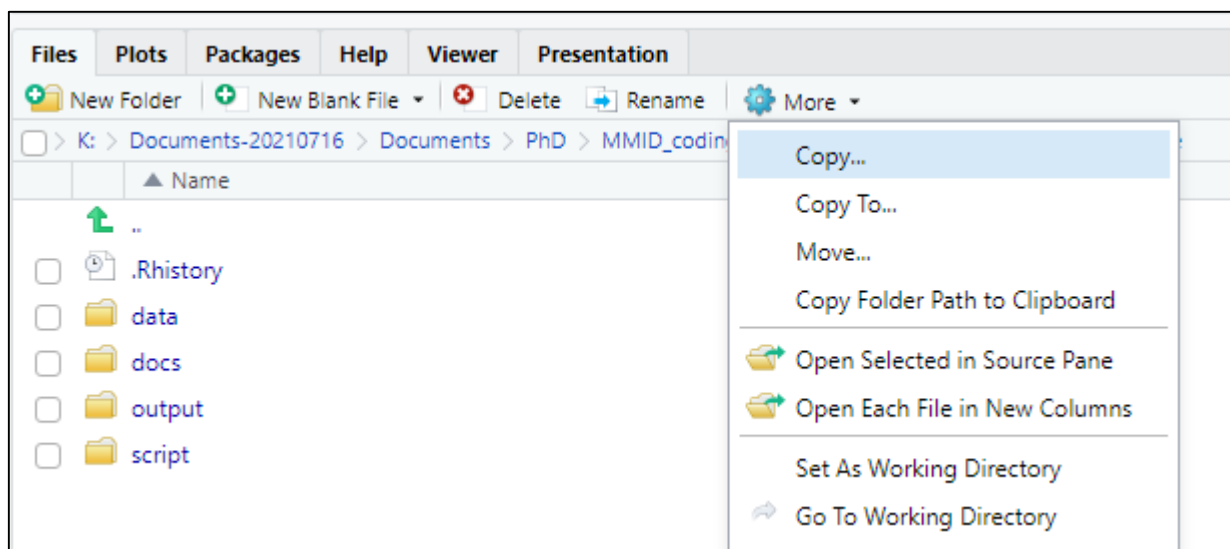 Files Plots Packages Help Viewer Presentation
New Folder New Blank File Delete Rename More
K: > Documents-20210716 > Documents > PhD >
Name
..
.Rhistory
data
docs
output
script
Copy...
Copy To...
Move...
Copy Folder Path to Clipboard
Open Selected in Source Pane
Open Each File in New Columns
Set As Working Directory
Go To Working Directory